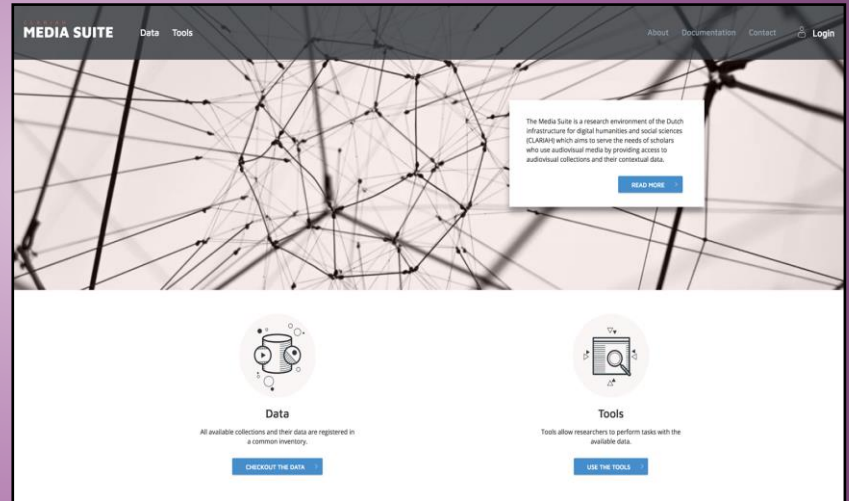 CLARIAH
MEDIA SUITE
Data
Tools
About
Documentation
Contact
Login
The Media Suite is a research environment of the Dutch
infrastructure for digital humanities and social sciences
(CLARIAH) which aims to serve the needs of scholars
who use audiovisual media by providing access to
audiovisual collections and their contextual data.
READ MORE
Data
All available collections and their data are registered in
a common inventory.
CHECKOUT THE DATA
Tools
Tools allow researchers to perform tasks with the
available data.
USE THE TOOLS